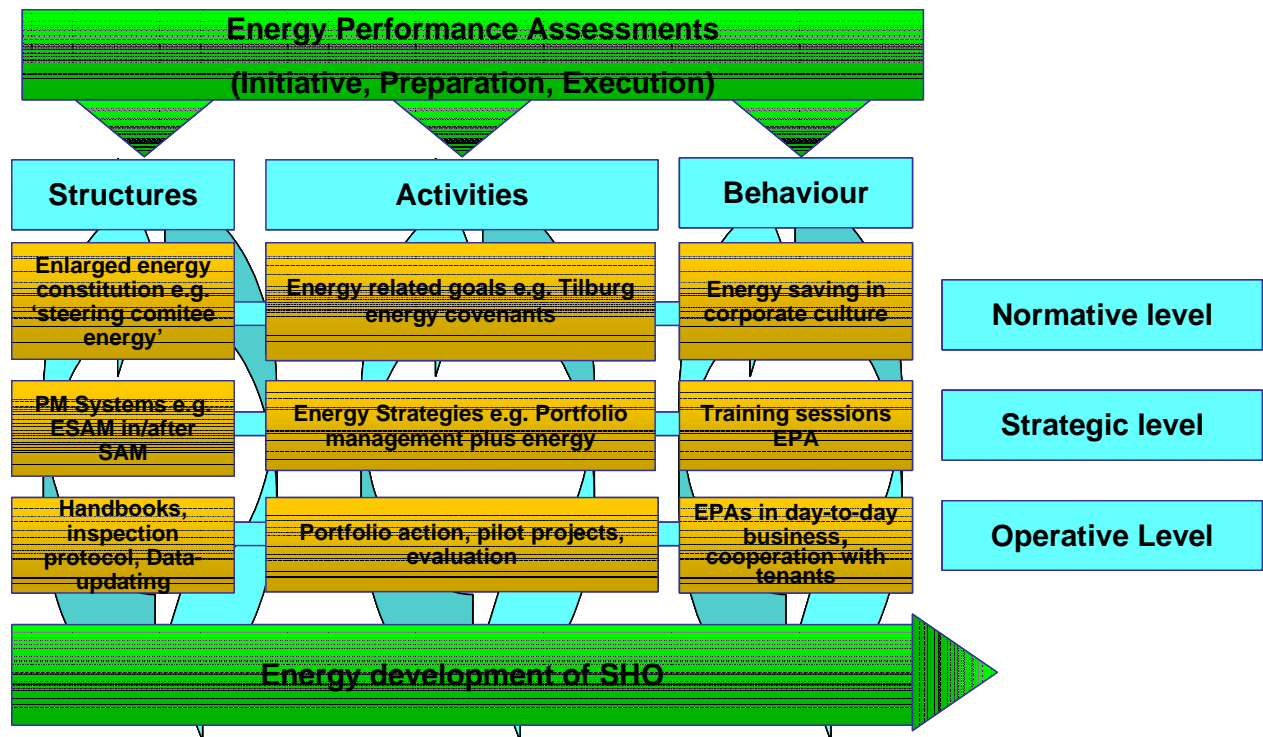 Energy Performance Assessments
(Initiative, Preparation, Execution)
Structures
Activities
Behaviour
Enlarged energy
constitution e.g.
‘steering comitee
energy’
Energy related goals e.g. Tilburg
energy covenants
Energy saving in
corporate culture
Normative level
PM Systems e.g.
ESAM in/after
SAM
Energy Strategies e.g. Portfolio
management plus energy
Training sessions
EPA
Strategic level
Handbooks,
inspection
protocol, Data-
updating
Portfolio action, pilot projects,
evaluation
EPAs in day-to-day
business,
cooperation with
tenants
Operative Level
Energy development of SHO